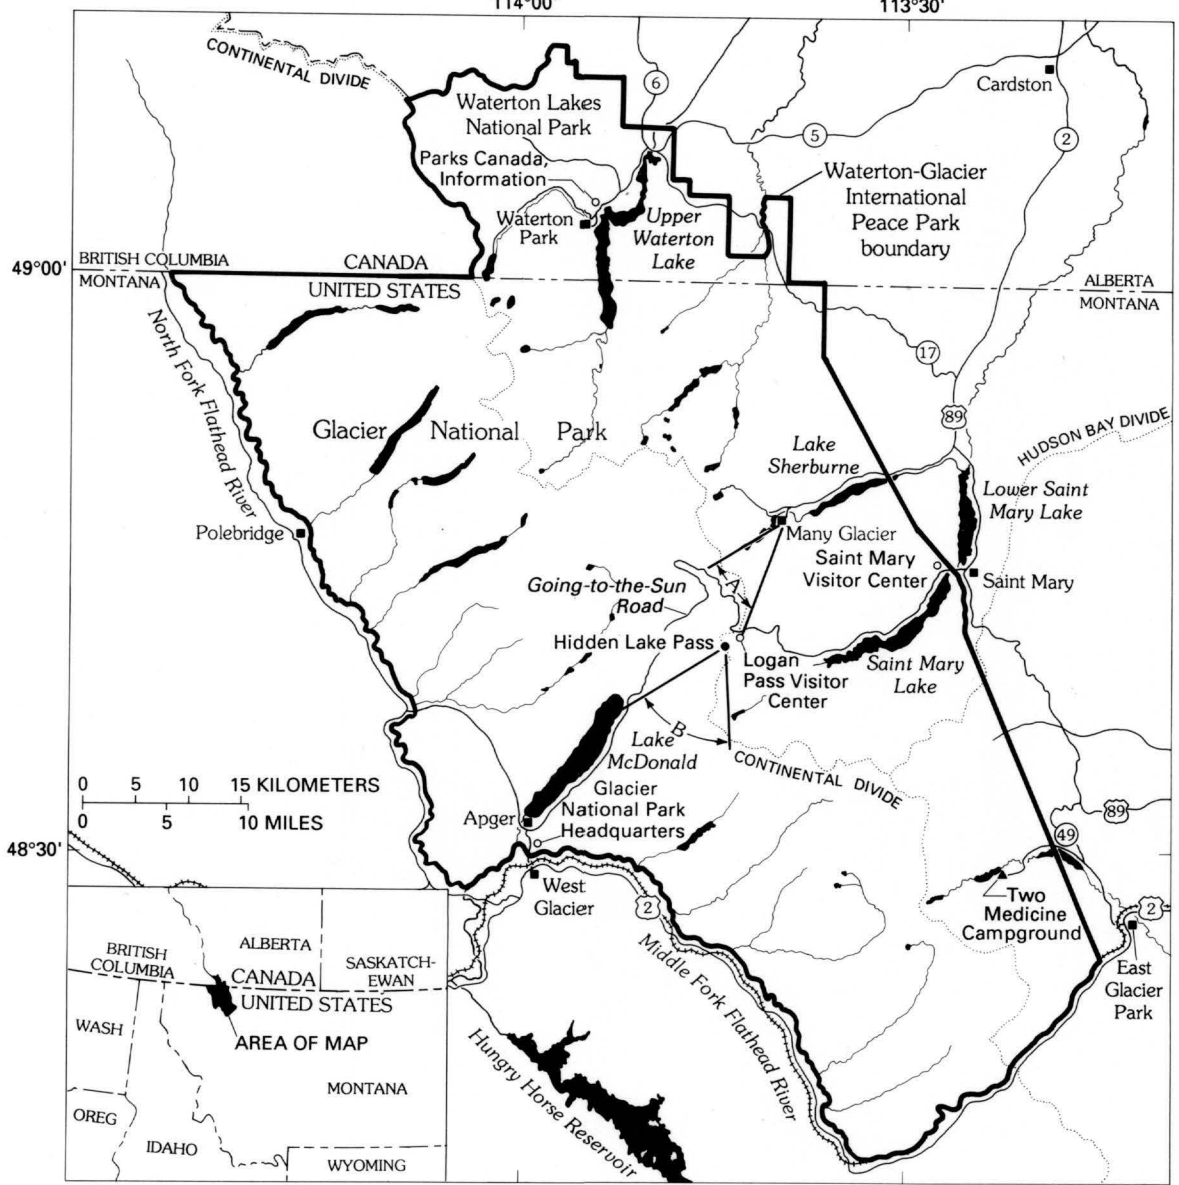 114°00'
113°30'
CONTINENTAL DIVIDE
6
Cardston
Waterton Lakes
National Park
5
2
Parks Canada,
Information
Waterton-Glacier
International
Peace Park
boundary
Waterton
Park
Upper
Waterton
Lake
49°00'
BRITISH COLUMBIA
CANADA
ALBERTA
MONTANA
UNITED STATES
MONTANA
North Fork Flathead River
17
89
Glacier National Park
HUDSON BAY DIVIDE
Lake
Sherburne
Lower Saint
Mary Lake
Polebridge
Many Glacier
Saint Mary
Visitor Center
Saint Mary
Going-to-the-Sun
Road
A
Hidden Lake Pass
Logan
Pass Visitor
Center
Saint Mary
Lake
B
Lake
McDonald
CONTINENTAL DIVIDE
0 5 10 15 KILOMETERS
0 5 10 MILES
Glacier
National Park
Headquarters
Apger
89
49
48°30'
West
Glacier
2
Two
Medicine
Campground
2
East
Glacier
Park
Middle Fork Flathead River
Hungry Horse Reservoir
BRITISH
COLUMBIA
ALBERTA
SASKATCH-
EWAN
CANADA
UNITED STATES
WASH
AREA OF MAP
MONTANA
OREG
IDAHO
WYOMING